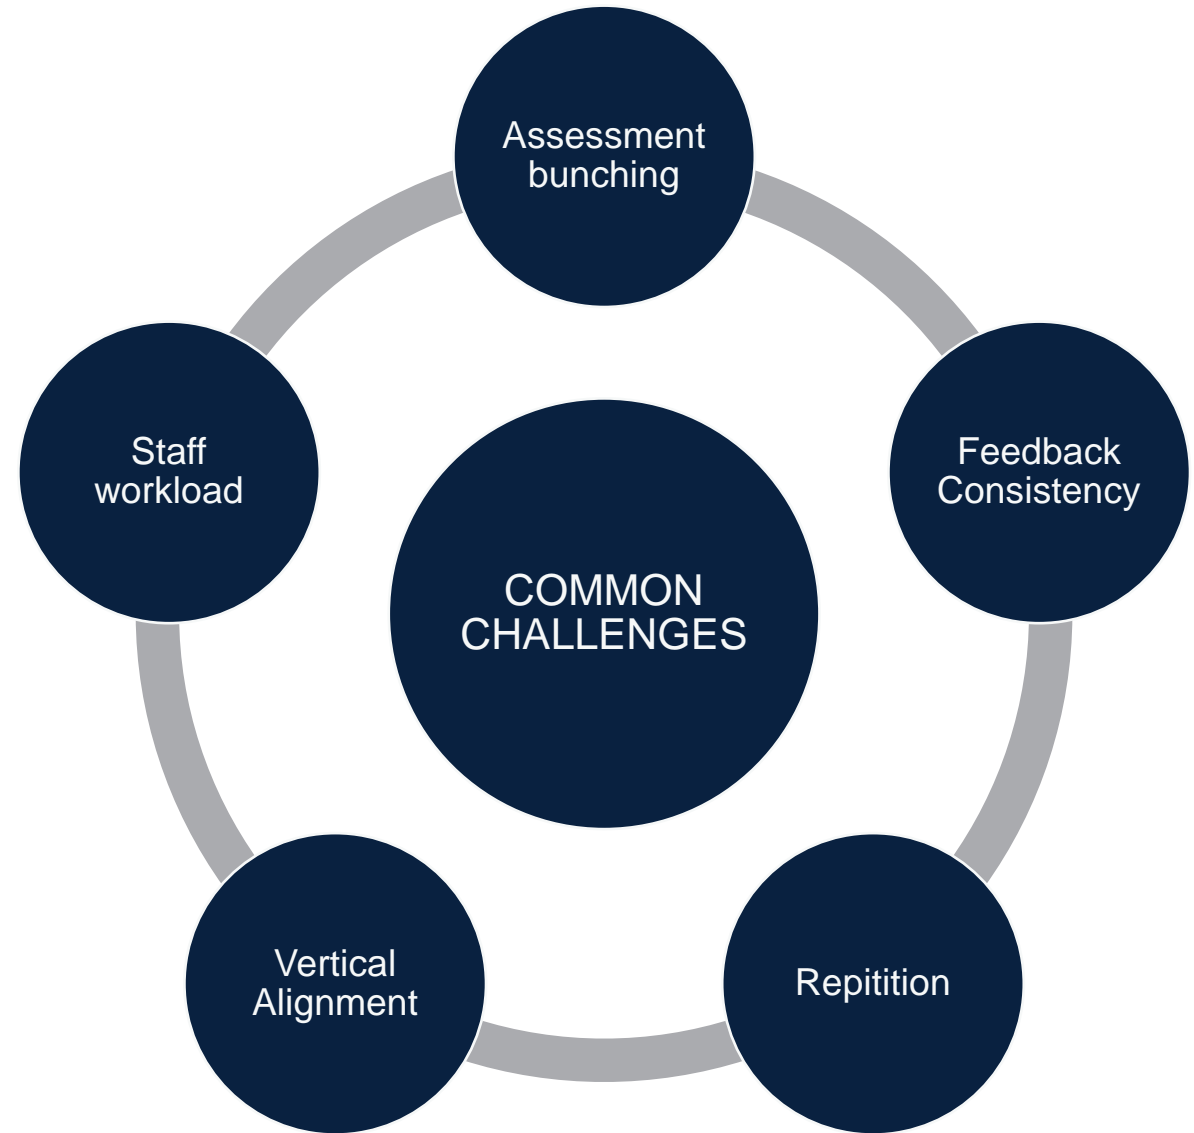 Assessment
bunching
Feedback
Consistency
Repitition
Vertical
Alignment
Staff
workload
COMMON
CHALLENGES